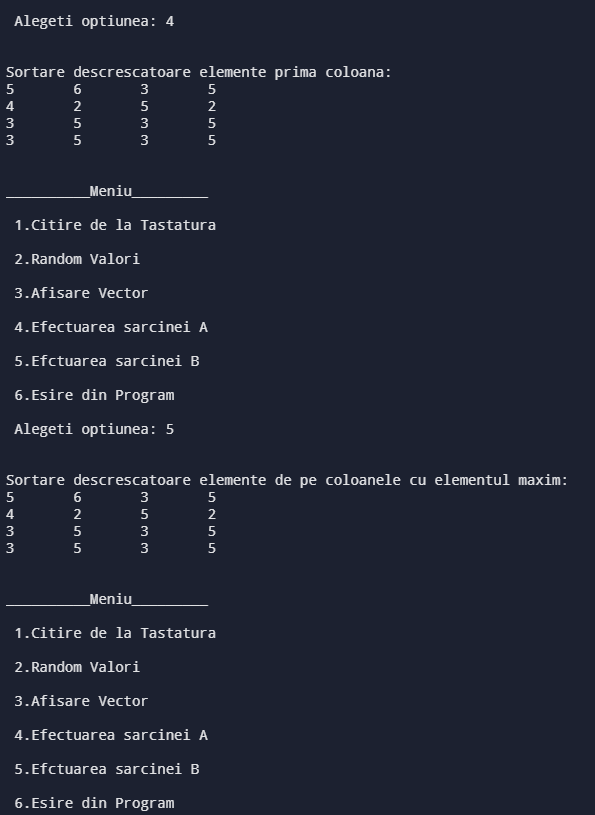 Alegeti optiunea: 4
Sortare descrescatoare elemente prima coloana:
5 6 3 5
4 2 5 2
3 5 3 5
3 5 3 5
__________Meniu_________
1.Citire de la Tastatura
2.Random Valori
3.Afisare Vector
4.Efectuarea sarcinei A
5.Efctuarea sarcinei B
6.Esire din Program
Alegeti optiunea: 5
Sortare descrescatoare elemente de pe coloanele cu elementul maxim:
5 6 3 5
4 2 5 2
3 5 3 5
3 5 3 5
__________Meniu_________
1.Citire de la Tastatura
2.Random Valori
3.Afisare Vector
4.Efectuarea sarcinei A
5.Efctuarea sarcinei B
6.Esire din Program